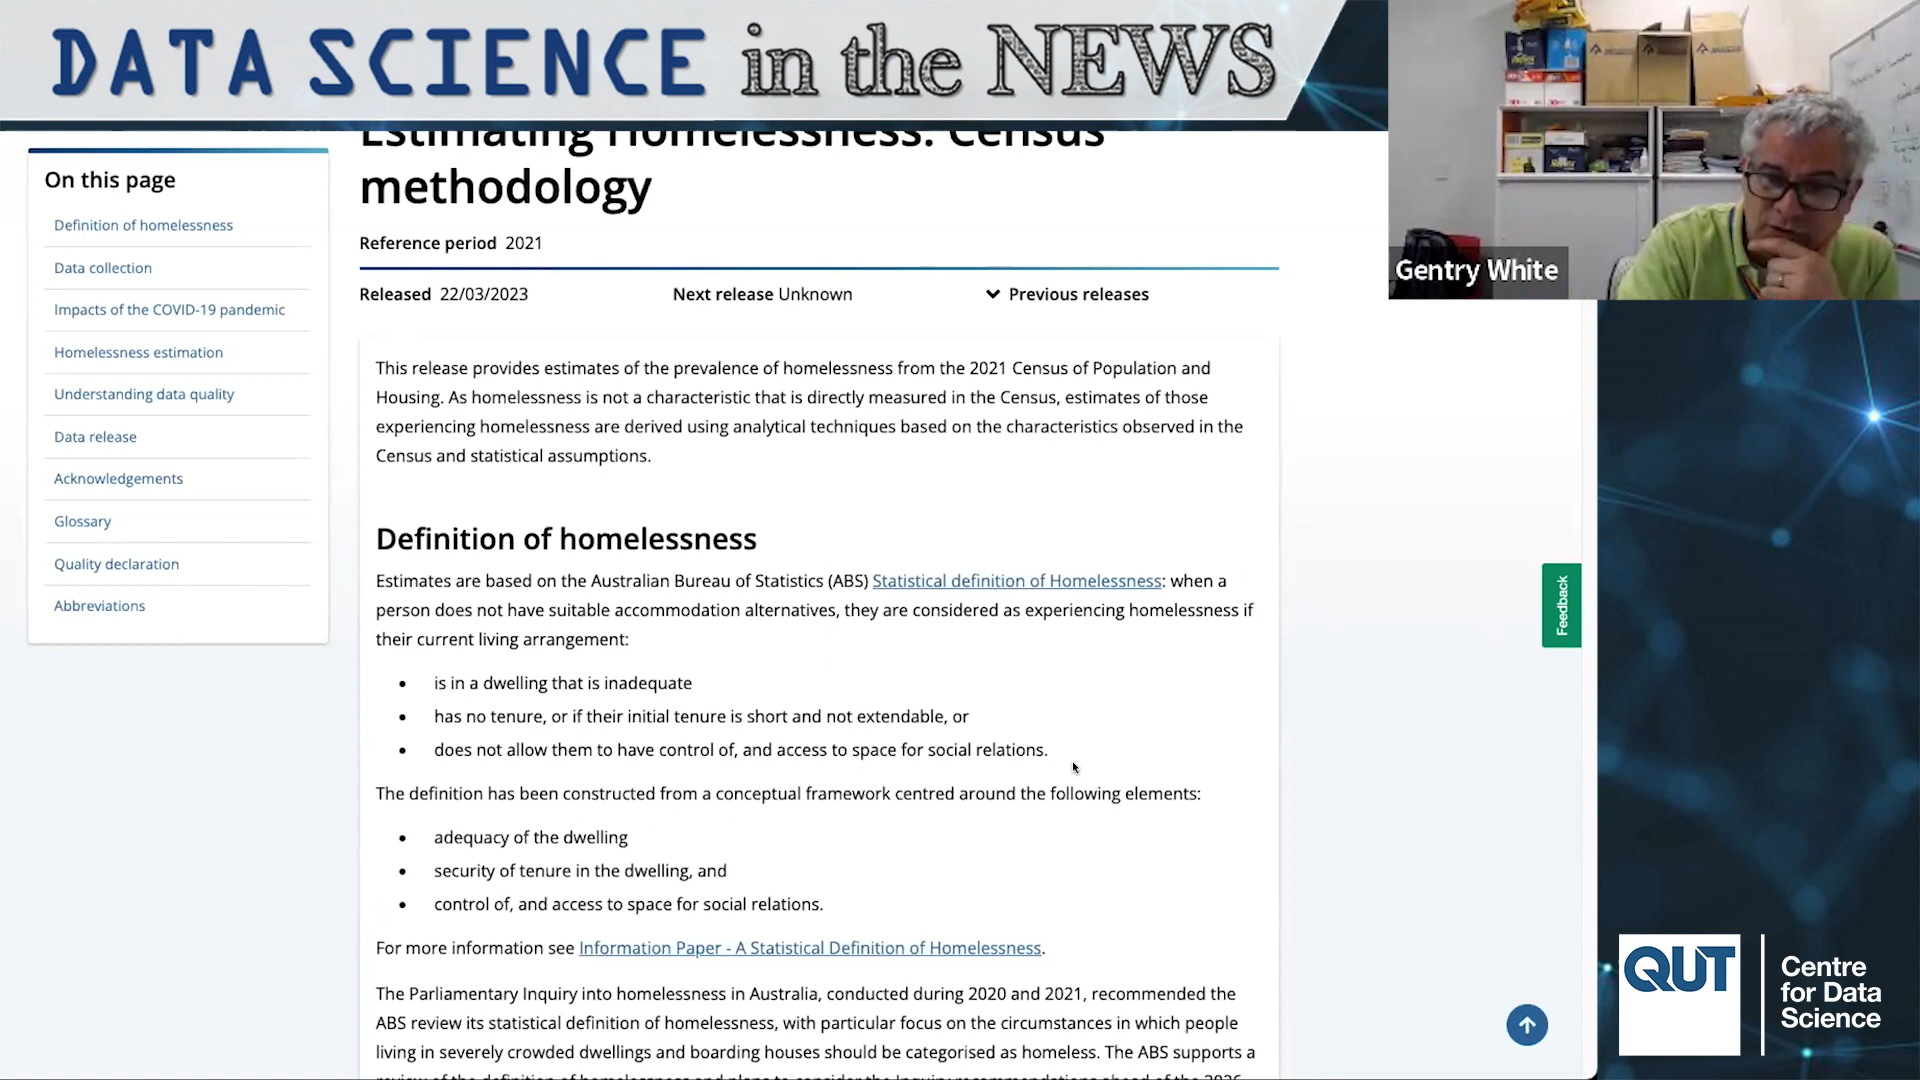 DATA SCIENCE in the NEWS
Estimating Homelessness: Census
methodology
Reference period 2021
Released 22/03/2023 Next release Unknown Previous releases
On this page
Definition of homelessness
Data collection
Impacts of the COVID-19 pandemic
Homelessness estimation
Understanding data quality
Data release
Acknowledgements
Glossary
Quality declaration
Abbreviations
This release provides estimates of the prevalence of homelessness from the 2021 Census of Population and
Housing. As homelessness is not a characteristic that is directly measured in the Census, estimates of those
experiencing homelessness are derived using analytical techniques based on the characteristics observed in the
Census and statistical assumptions.
Definition of homelessness
Estimates are based on the Australian Bureau of Statistics (ABS) Statistical definition of Homelessness: when a
person does not have suitable accommodation alternatives, they are considered as experiencing homelessness if
their current living arrangement:
• is in a dwelling that is inadequate
• has no tenure, or if their initial tenure is short and not extendable, or
• does not allow them to have control of, and access to space for social relations.
The definition has been constructed from a conceptual framework centred around the following elements:
• adequacy of the dwelling
• security of tenure in the dwelling, and
• control of, and access to space for social relations.
For more information see Information Paper - A Statistical Definition of Homelessness.
The Parliamentary Inquiry into homelessness in Australia, conducted during 2020 and 2021, recommended the
ABS review its statistical definition of homelessness, with particular focus on the circumstances in which people
living in severely crowded dwellings and boarding houses should be categorised as homeless. The ABS supports a
Feedback
Gentry White
QUT
Centre
for Data
Science